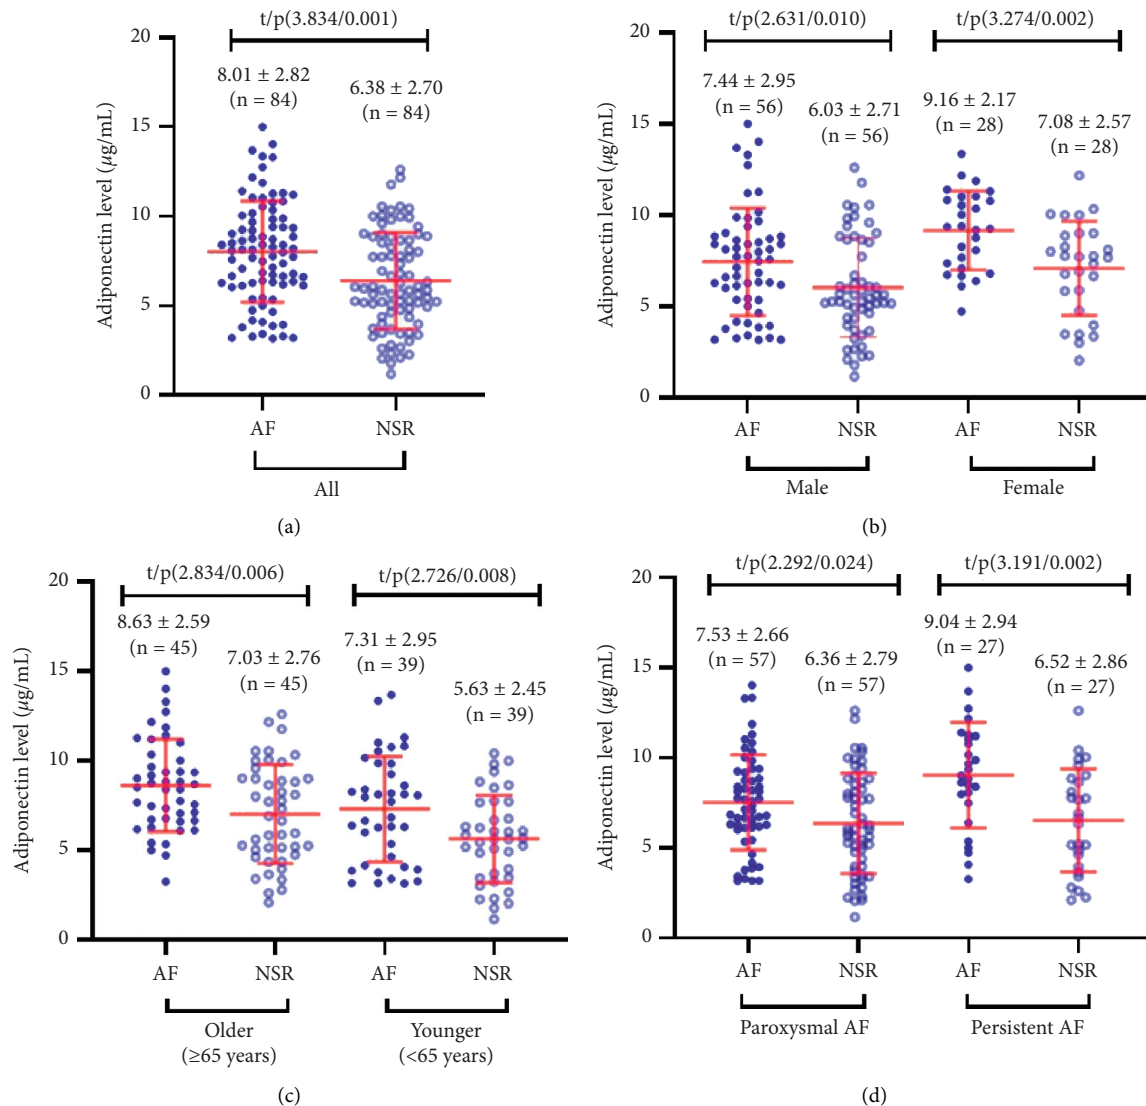 t/p(3.834/0.001)
20
15
10
5
0
Adiponectin level (μg/mL)
8.01 ± 2.82
(n = 84)
6.38 ± 2.70
(n = 84)
AF
NSR
All
(a)
t/p(2.631/0.010)
t/p(3.274/0.002)
20
15
10
5
0
Adiponectin level (μg/mL)
7.44 ± 2.95
(n = 56)
6.03 ± 2.71
(n = 56)
9.16 ± 2.17
(n = 28)
7.08 ± 2.57
(n = 28)
AF
NSR
AF
NSR
Male
Female
(b)
t/p(2.834/0.006)
t/p(2.726/0.008)
20
15
10
5
0
Adiponectin level (μg/mL)
8.63 ± 2.59
(n = 45)
7.03 ± 2.76
(n = 45)
7.31 ± 2.95
(n = 39)
5.63 ± 2.45
(n = 39)
AF
NSR
AF
NSR
Older
(≥65 years)
Younger
(<65 years)
(c)
t/p(2.292/0.024)
t/p(3.191/0.002)
20
15
10
5
0
Adiponectin level (μg/mL)
7.53 ± 2.66
(n = 57)
6.36 ± 2.79
(n = 57)
9.04 ± 2.94
(n = 27)
6.52 ± 2.86
(n = 27)
AF
NSR
AF
NSR
Paroxysmal AF
Persistent AF
(d)